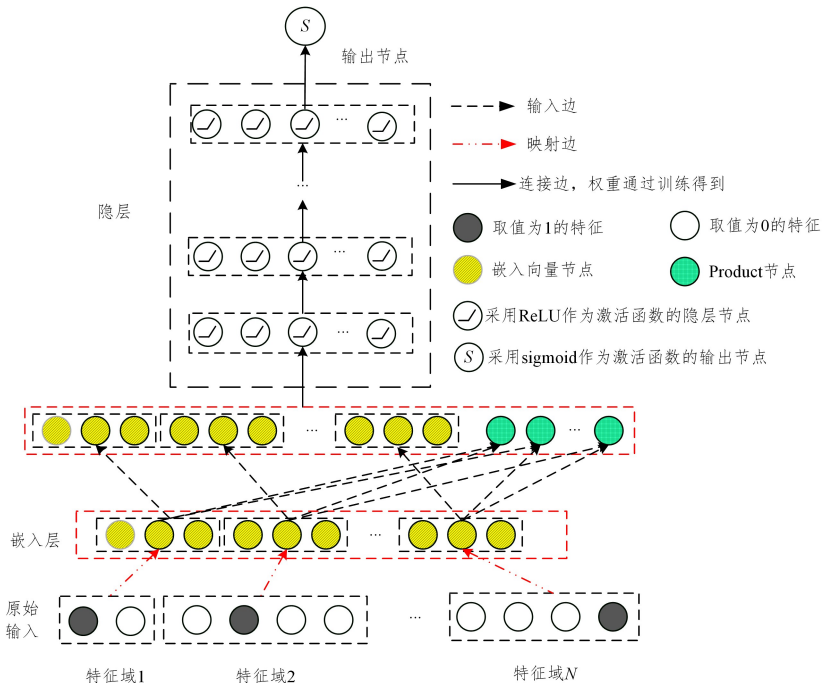 S
输出节点
输入边
映射边
连接边，权重通过训练得到
隐层
取值为1的特征
取值为0的特征
嵌入向量节点
Product节点
采用ReLU作为激活函数的隐层节点
S
采用sigmoid作为激活函数的输出节点
...
...
...
...
...
...
嵌入层
...
原始
输入
...
特征域1
特征域2
特征域N